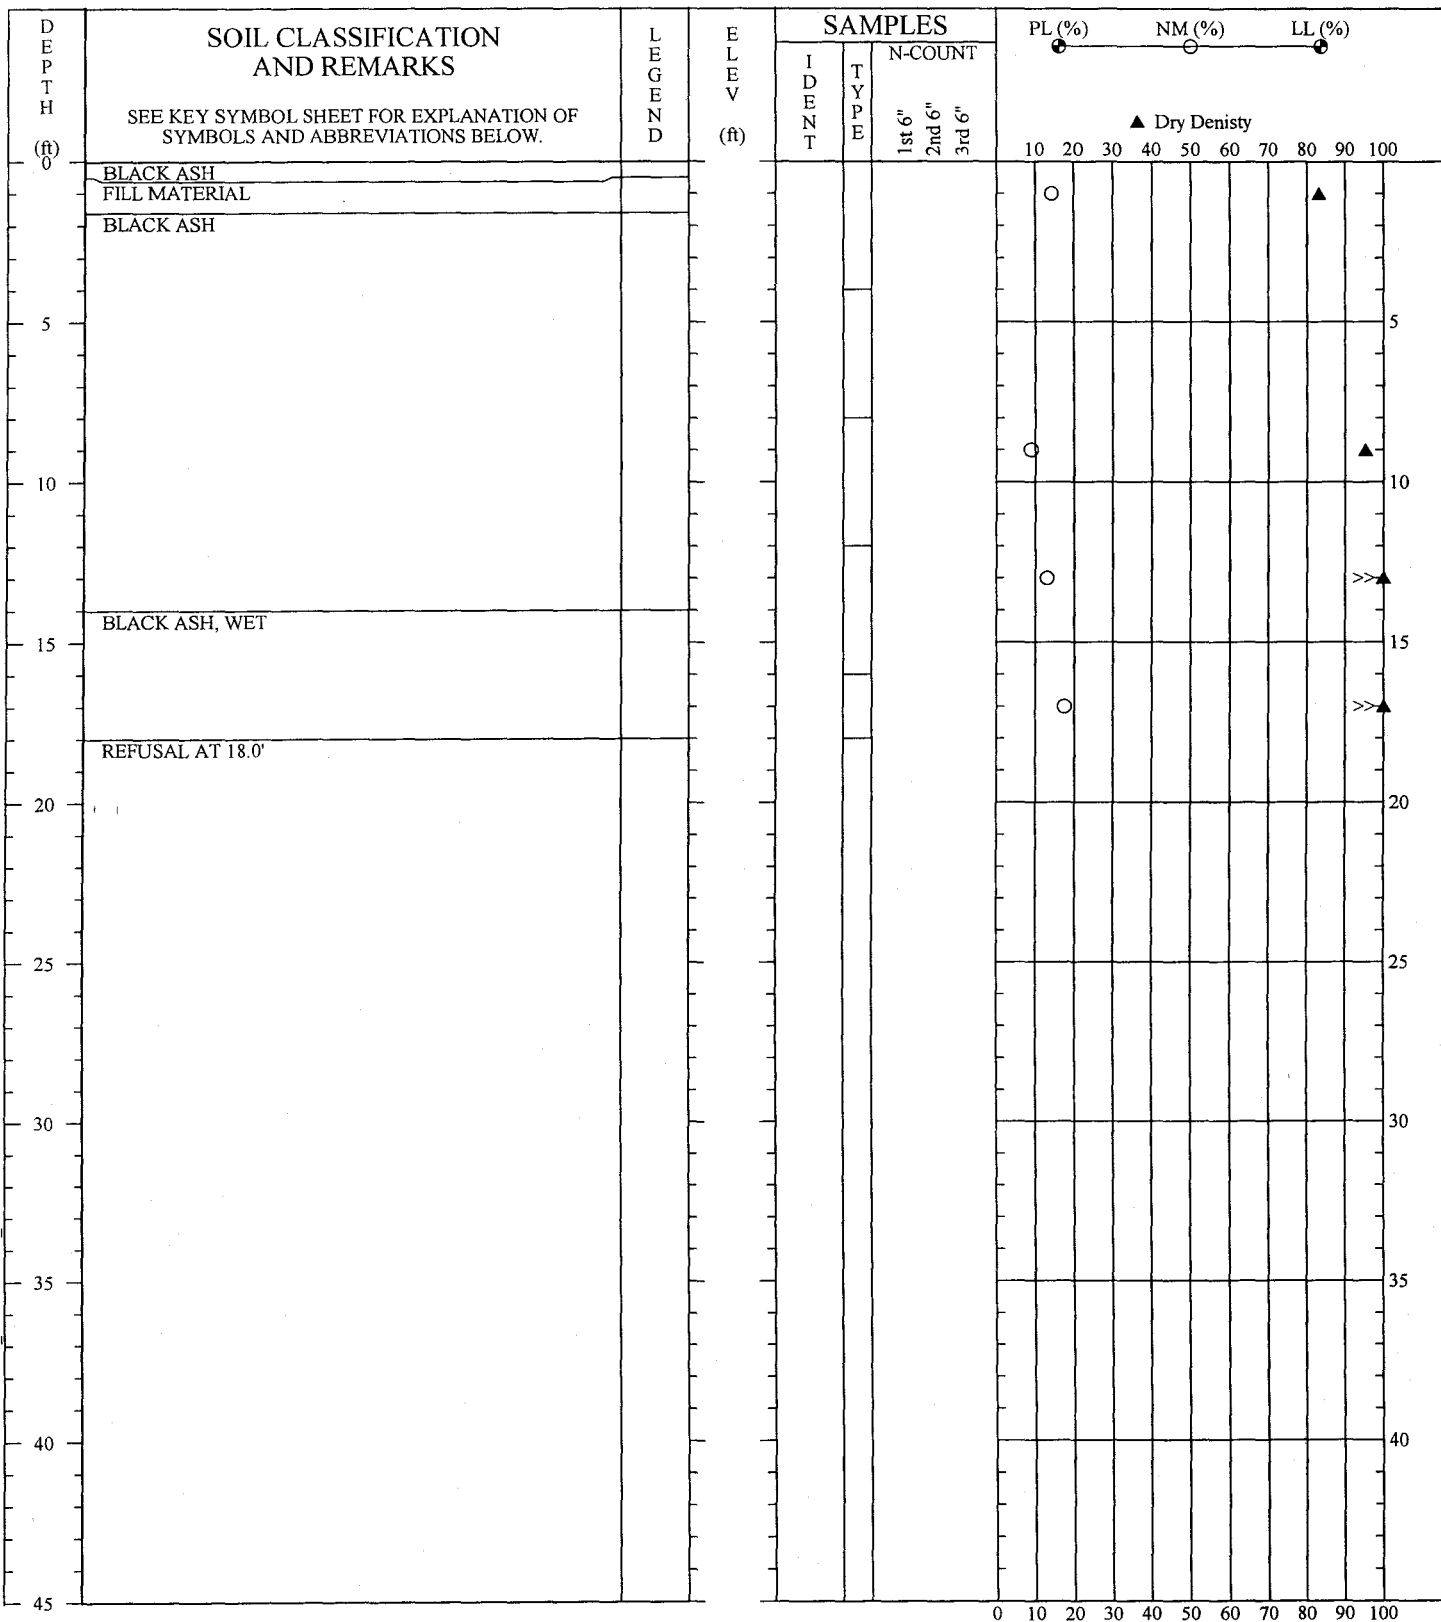 DEPTH (ft)
SOIL CLASSIFICATION
AND REMARKS
SEE KEY SYMBOL SHEET FOR EXPLANATION OF
SYMBOLS AND ABBREVIATIONS BELOW.
LEGEND
ELEV (ft)
SAMPLES
IDENT
TYPE
N-COUNT
1st 6"
2nd 6"
3rd 6"
PL (%) NM (%) LL (%)
▲ Dry Denisty
10 20 30 40 50 60 70 80 90 100
0
BLACK ASH
FILL MATERIAL
BLACK ASH
5 5
10 10
>>
BLACK ASH, WET
15 15
>>
REFUSAL AT 18.0'
20 20
25 25
30 30
35 35
40 40
45
0 10 20 30 40 50 60 70 80 90 100